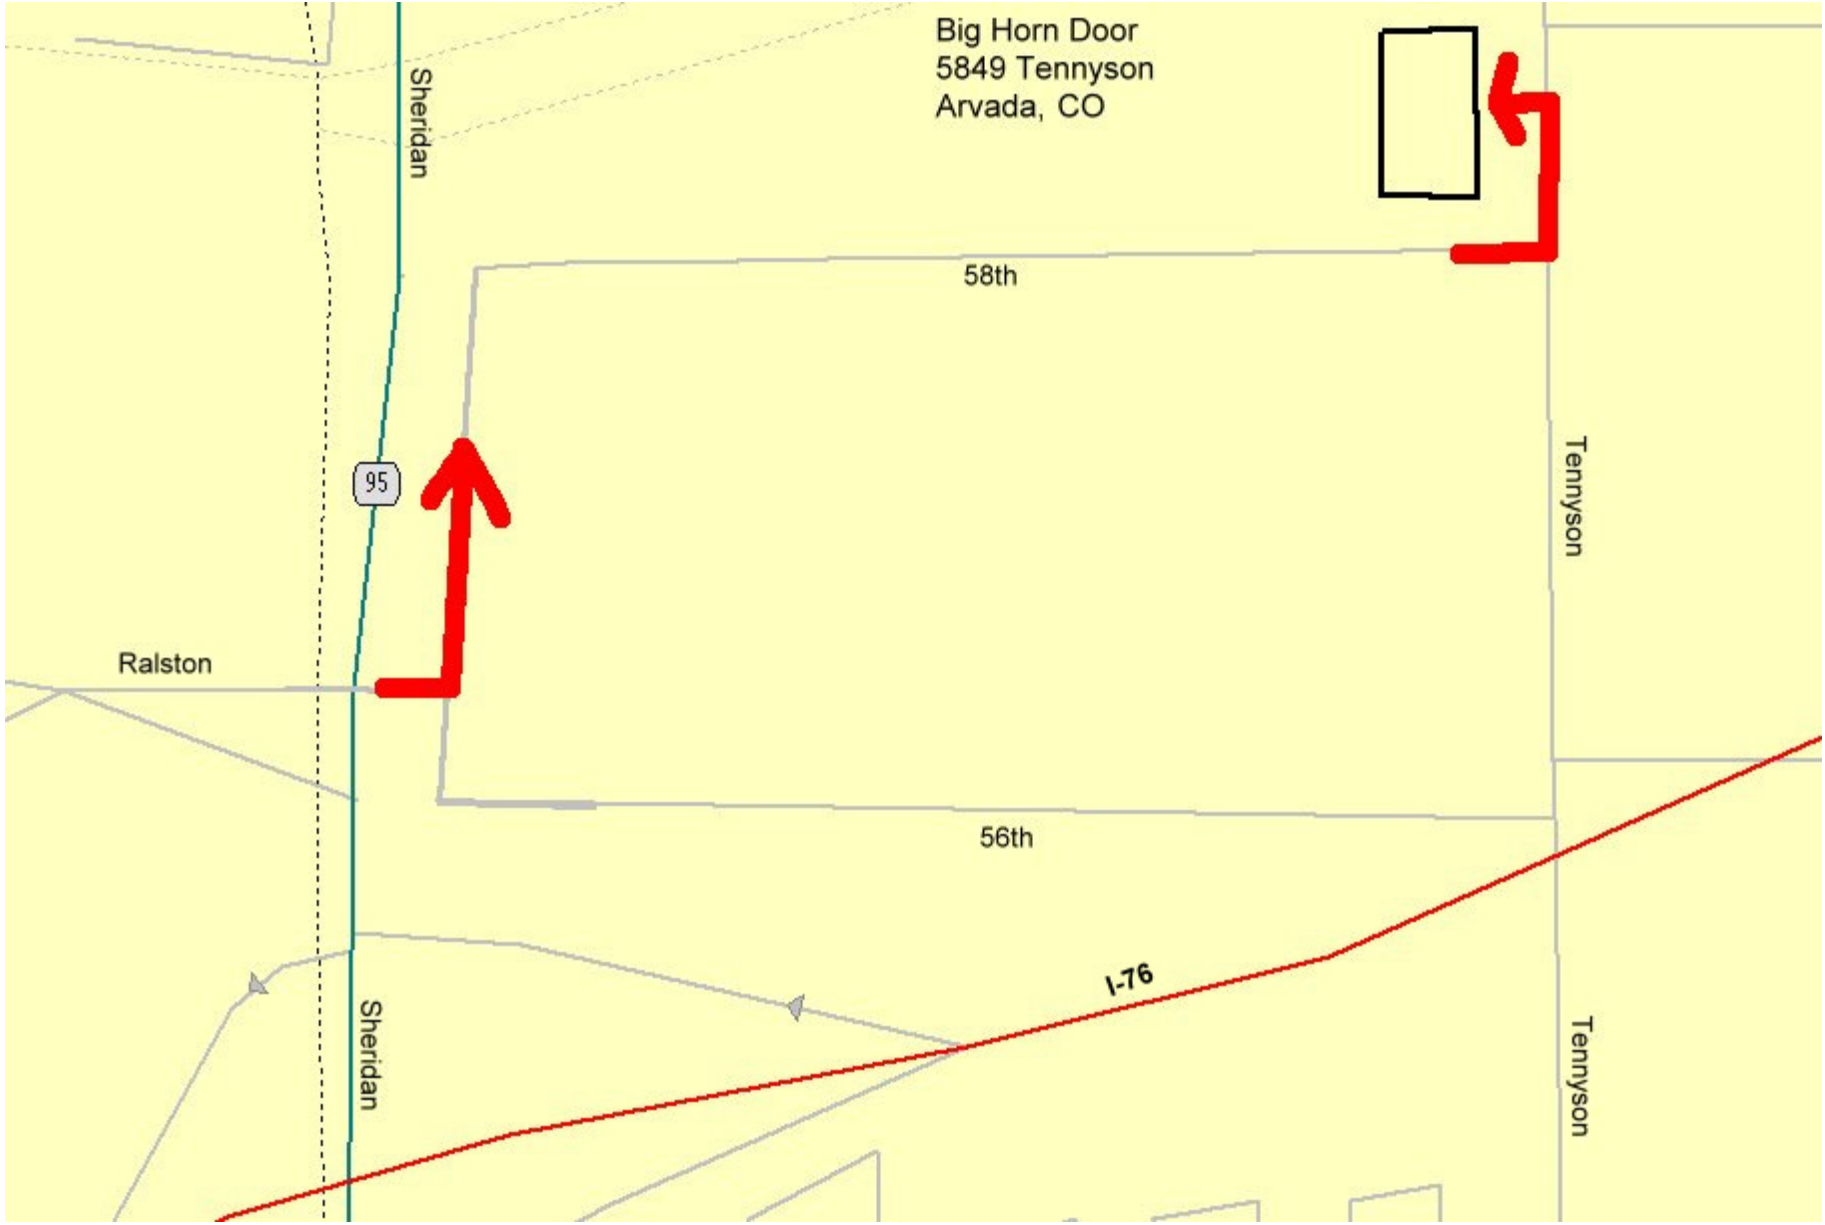 Big Horn Door
5849 Tennyson
Arvada, CO
Sheridan
58th
95
Tennyson
Ralston
56th
I-76
Sheridan
Tennyson